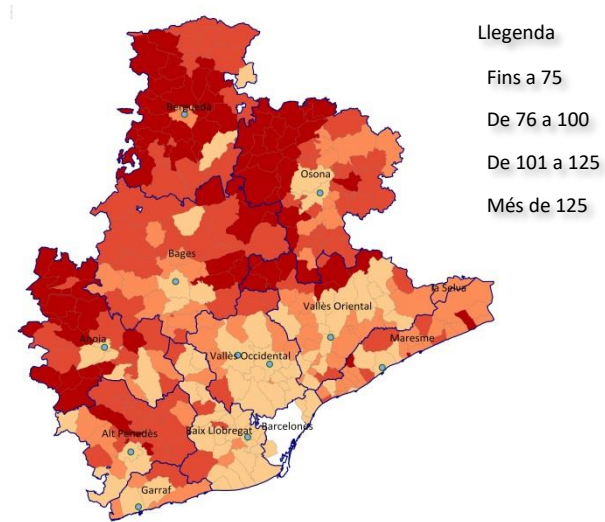 Llegenda
Fins a 75
De 76 a 100
De 101 a 125
Més de 125
Berguedà
Osona
Bages
la Selva
Vallès Oriental
Maresme
Anoia
Vallès Occidental
Alt Penedès
Baix Llobregat
Barcelonès
Garraf